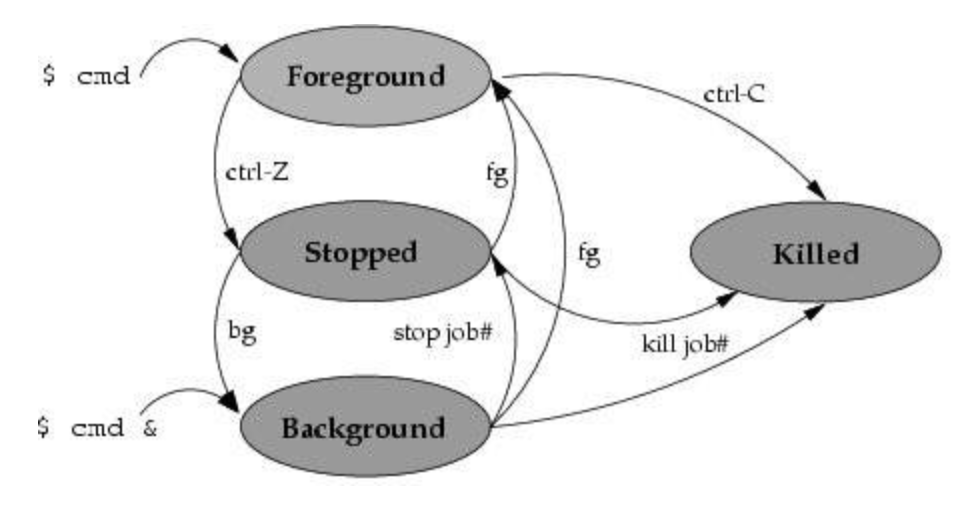 $ cmd
Foreground
ctrl-C
ctrl-Z
fg
Stopped
fg
Killed
bg
stop job#
kill job#
$ cmd &
Background